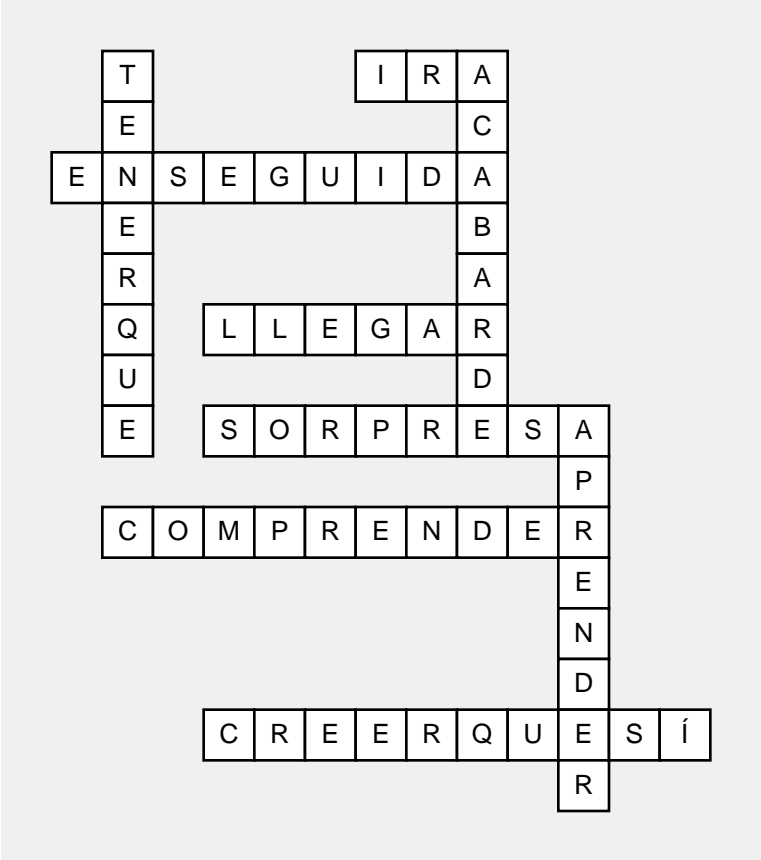 TENERQUE
IRA
ACABARDE
ENSEGUIDA
LLEGAR
SORPRESA
APRENDER
COMPRENDER
CREERQUESÍ